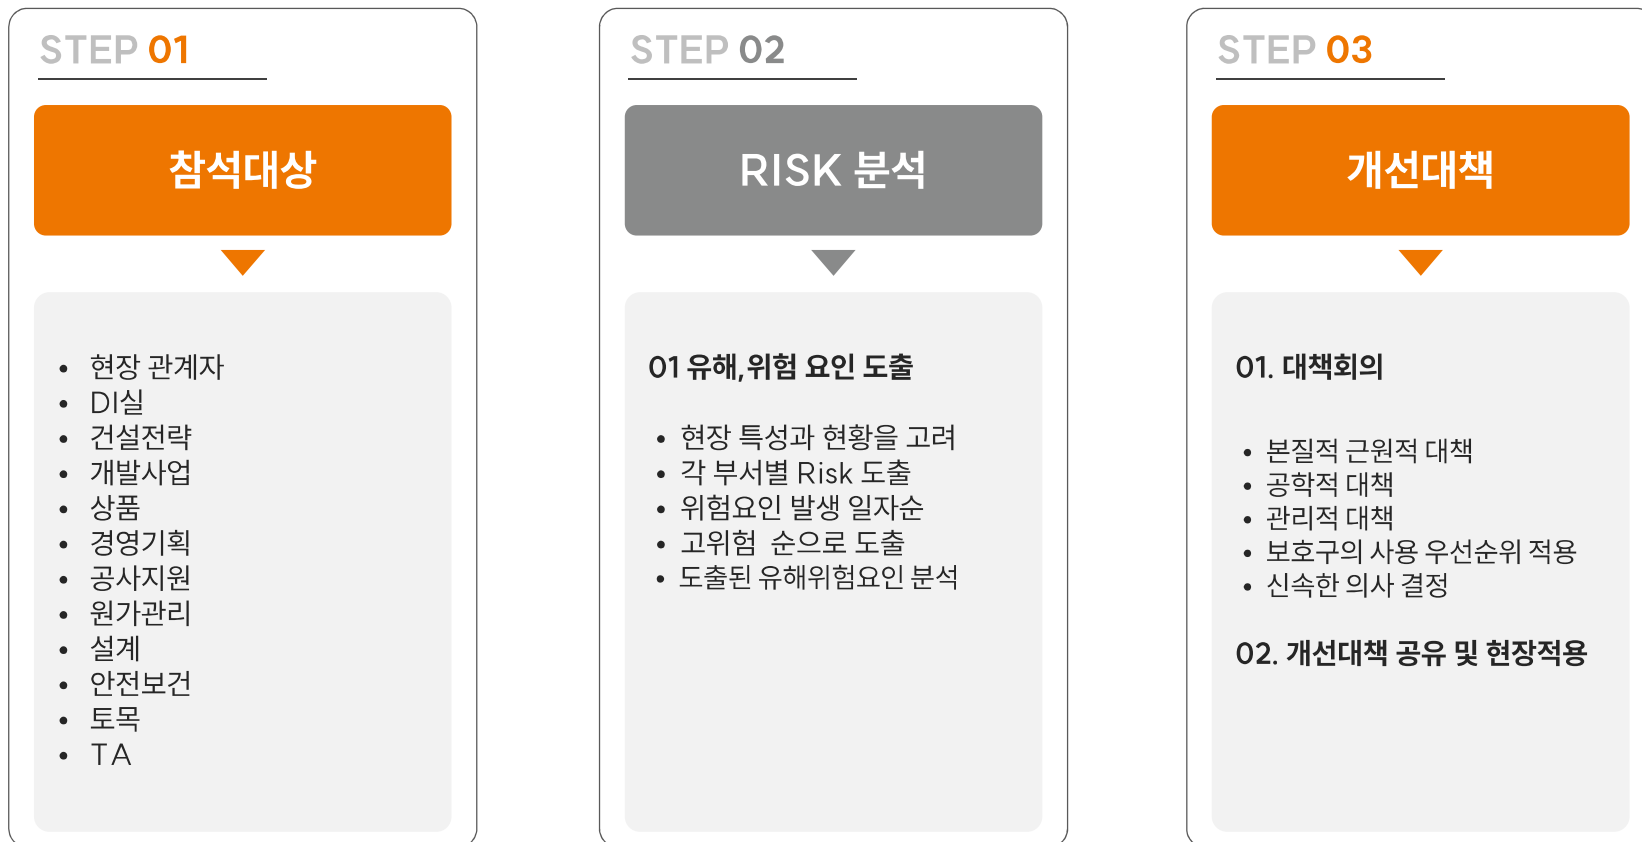 STEP 01
참석대상
• 현장 관계자
• DI실
• 건설전략
• 개발사업
• 상품
• 경영기획
• 공사지원
• 원가관리
• 설계
• 안전보건
• 토목
• TA
STEP 02
RISK 분석
01 유해,위험 요인 도출
• 현장 특성과 현황을 고려
• 각 부서별 Risk 도출
• 위험요인 발생 일자순
• 고위험 순으로 도출
• 도출된 유해위험요인 분석
STEP 03
개선대책
01. 대책회의
• 본질적 근원적 대책
• 공학적 대책
• 관리적 대책
• 보호구의 사용 우선순위 적용
• 신속한 의사 결정
02. 개선대책 공유 및 현장적용